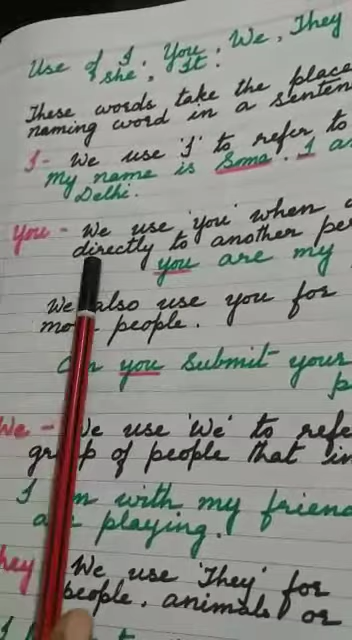 Use of I, You, We, They
she, It.
These words take the place
naming word in a senten
I - We use 'I' to refer to
my name is Soma. I a
Delhi.
You - We use 'you' when
directly to another pe
you are my
We also use you for
more people.
you submit your
p
We - We use 'We' to refe
group of people that in
I am with my friend
are playing.
They We use 'They' for
people, animals or